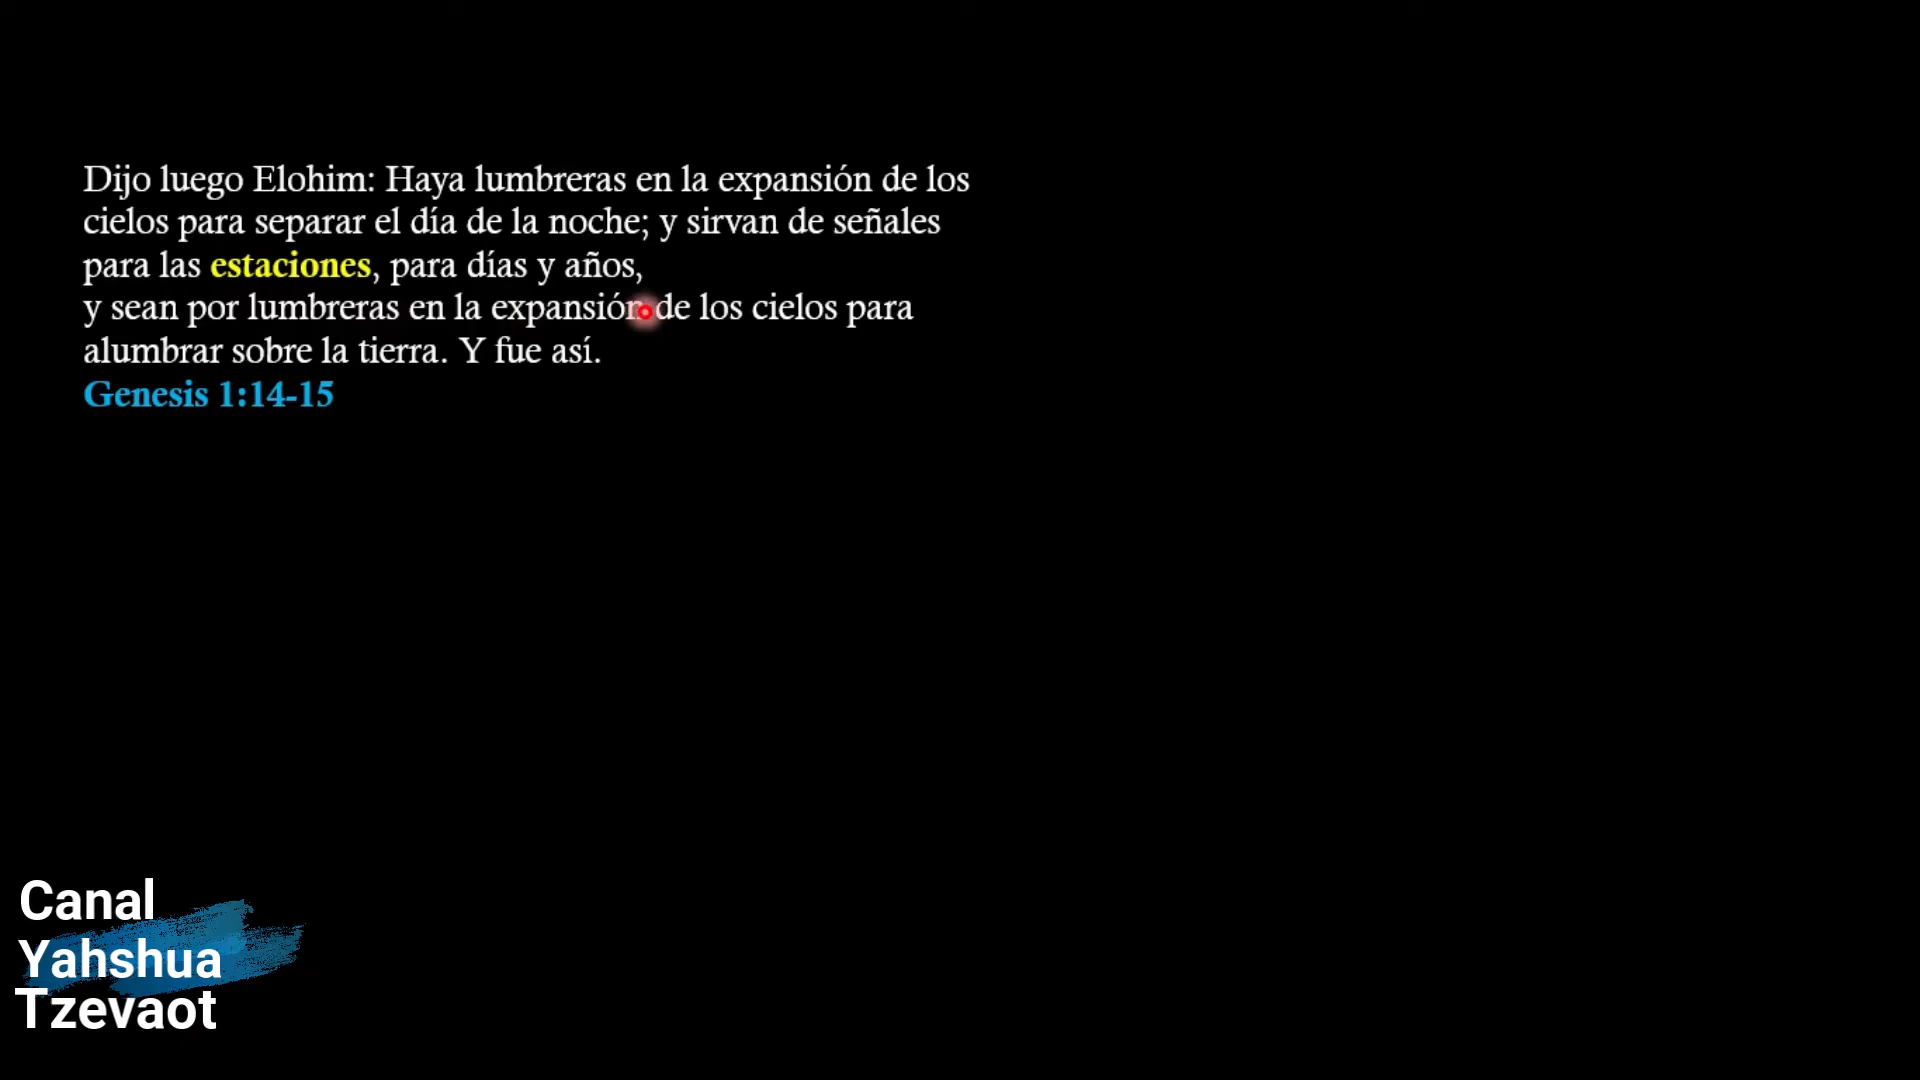 Dijo luego Elohim: Haya lumbreras en la expansión de los
cielos para separar el día de la noche; y sirvan de señales
para las estaciones, para días y años,
y sean por lumbreras en la expansión de los cielos para
alumbrar sobre la tierra. Y fue así.
Genesis 1:14-15
Canal
Yahshua
Tzevaot